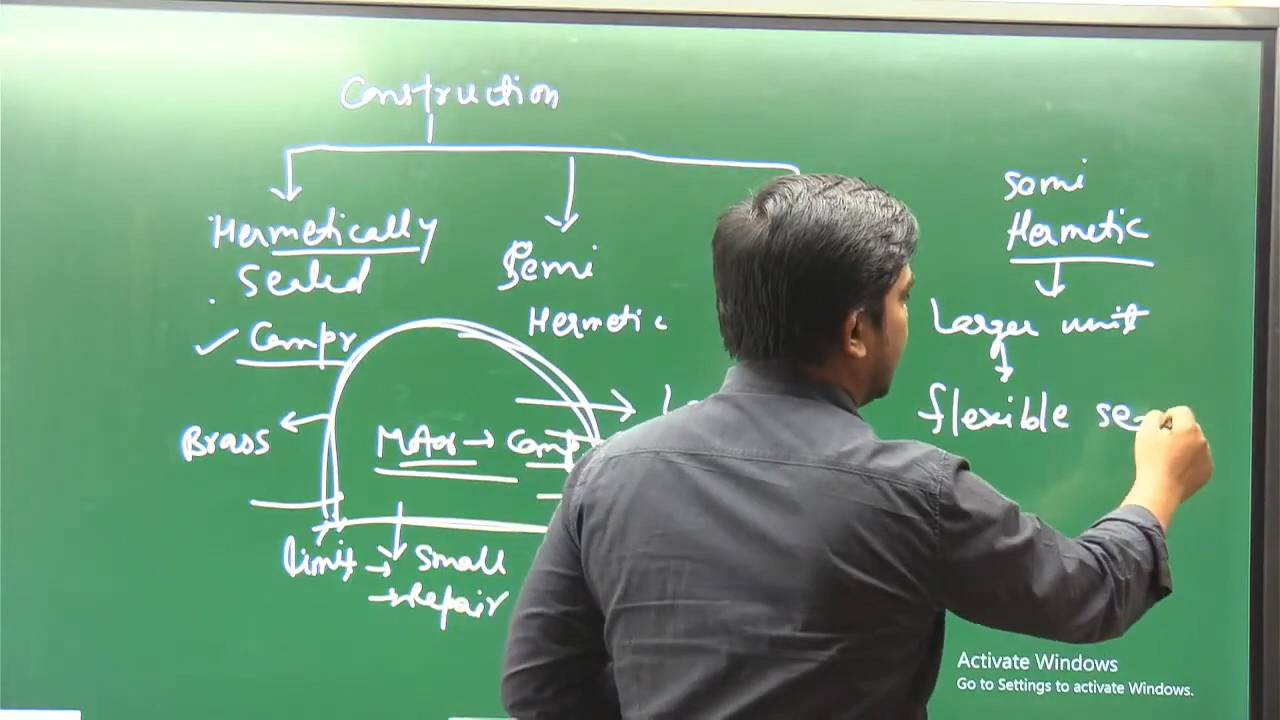 Construction
Hermetically
Sealed
Compr
Semi
Hermetic
Brass
Motor → Comp
limit → Small
→ Repair
Semi
Hermetic
Larger unit
flexible se
Activate Windows
Go to Settings to activate Windows.